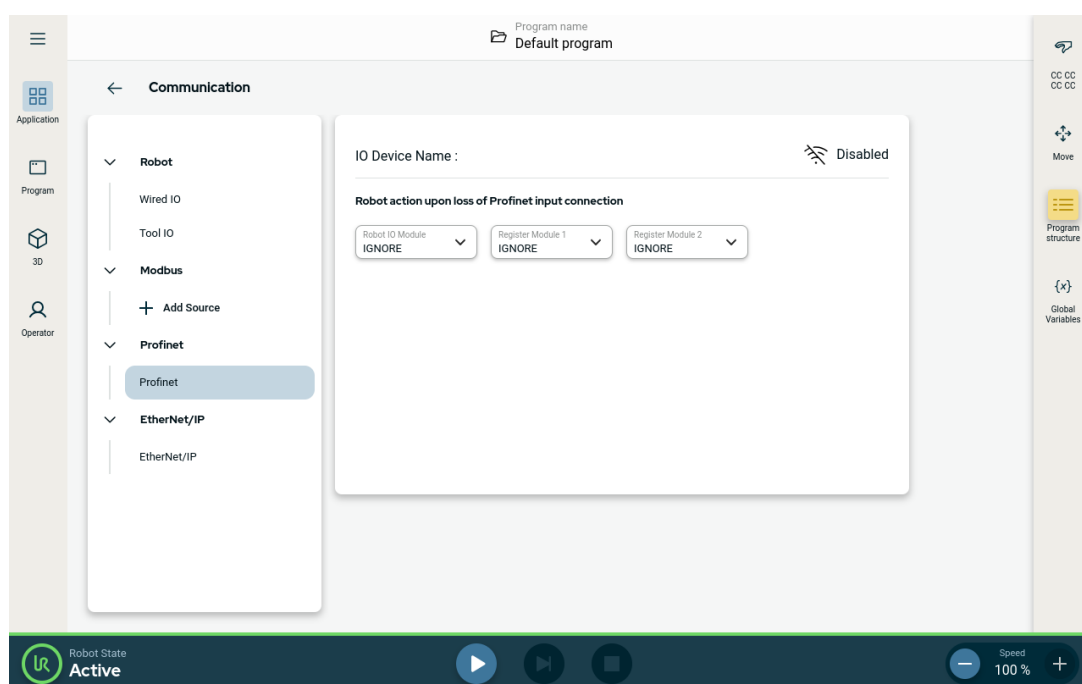 Program name
Default program
Application
Program
3D
Operator
Communication
Robot
Wired IO
Tool IO
Modbus
Add Source
Profinet
Profinet
EtherNet/IP
EtherNet/IP
IO Device Name :
Disabled
Robot action upon loss of Profinet input connection
Robot IO Module
IGNORE
Register Module 1
IGNORE
Register Module 2
IGNORE
CC CC
CC CC
Move
Program
structure
{x}
Global
Variables
UR
Robot State
Active
Speed
100 %